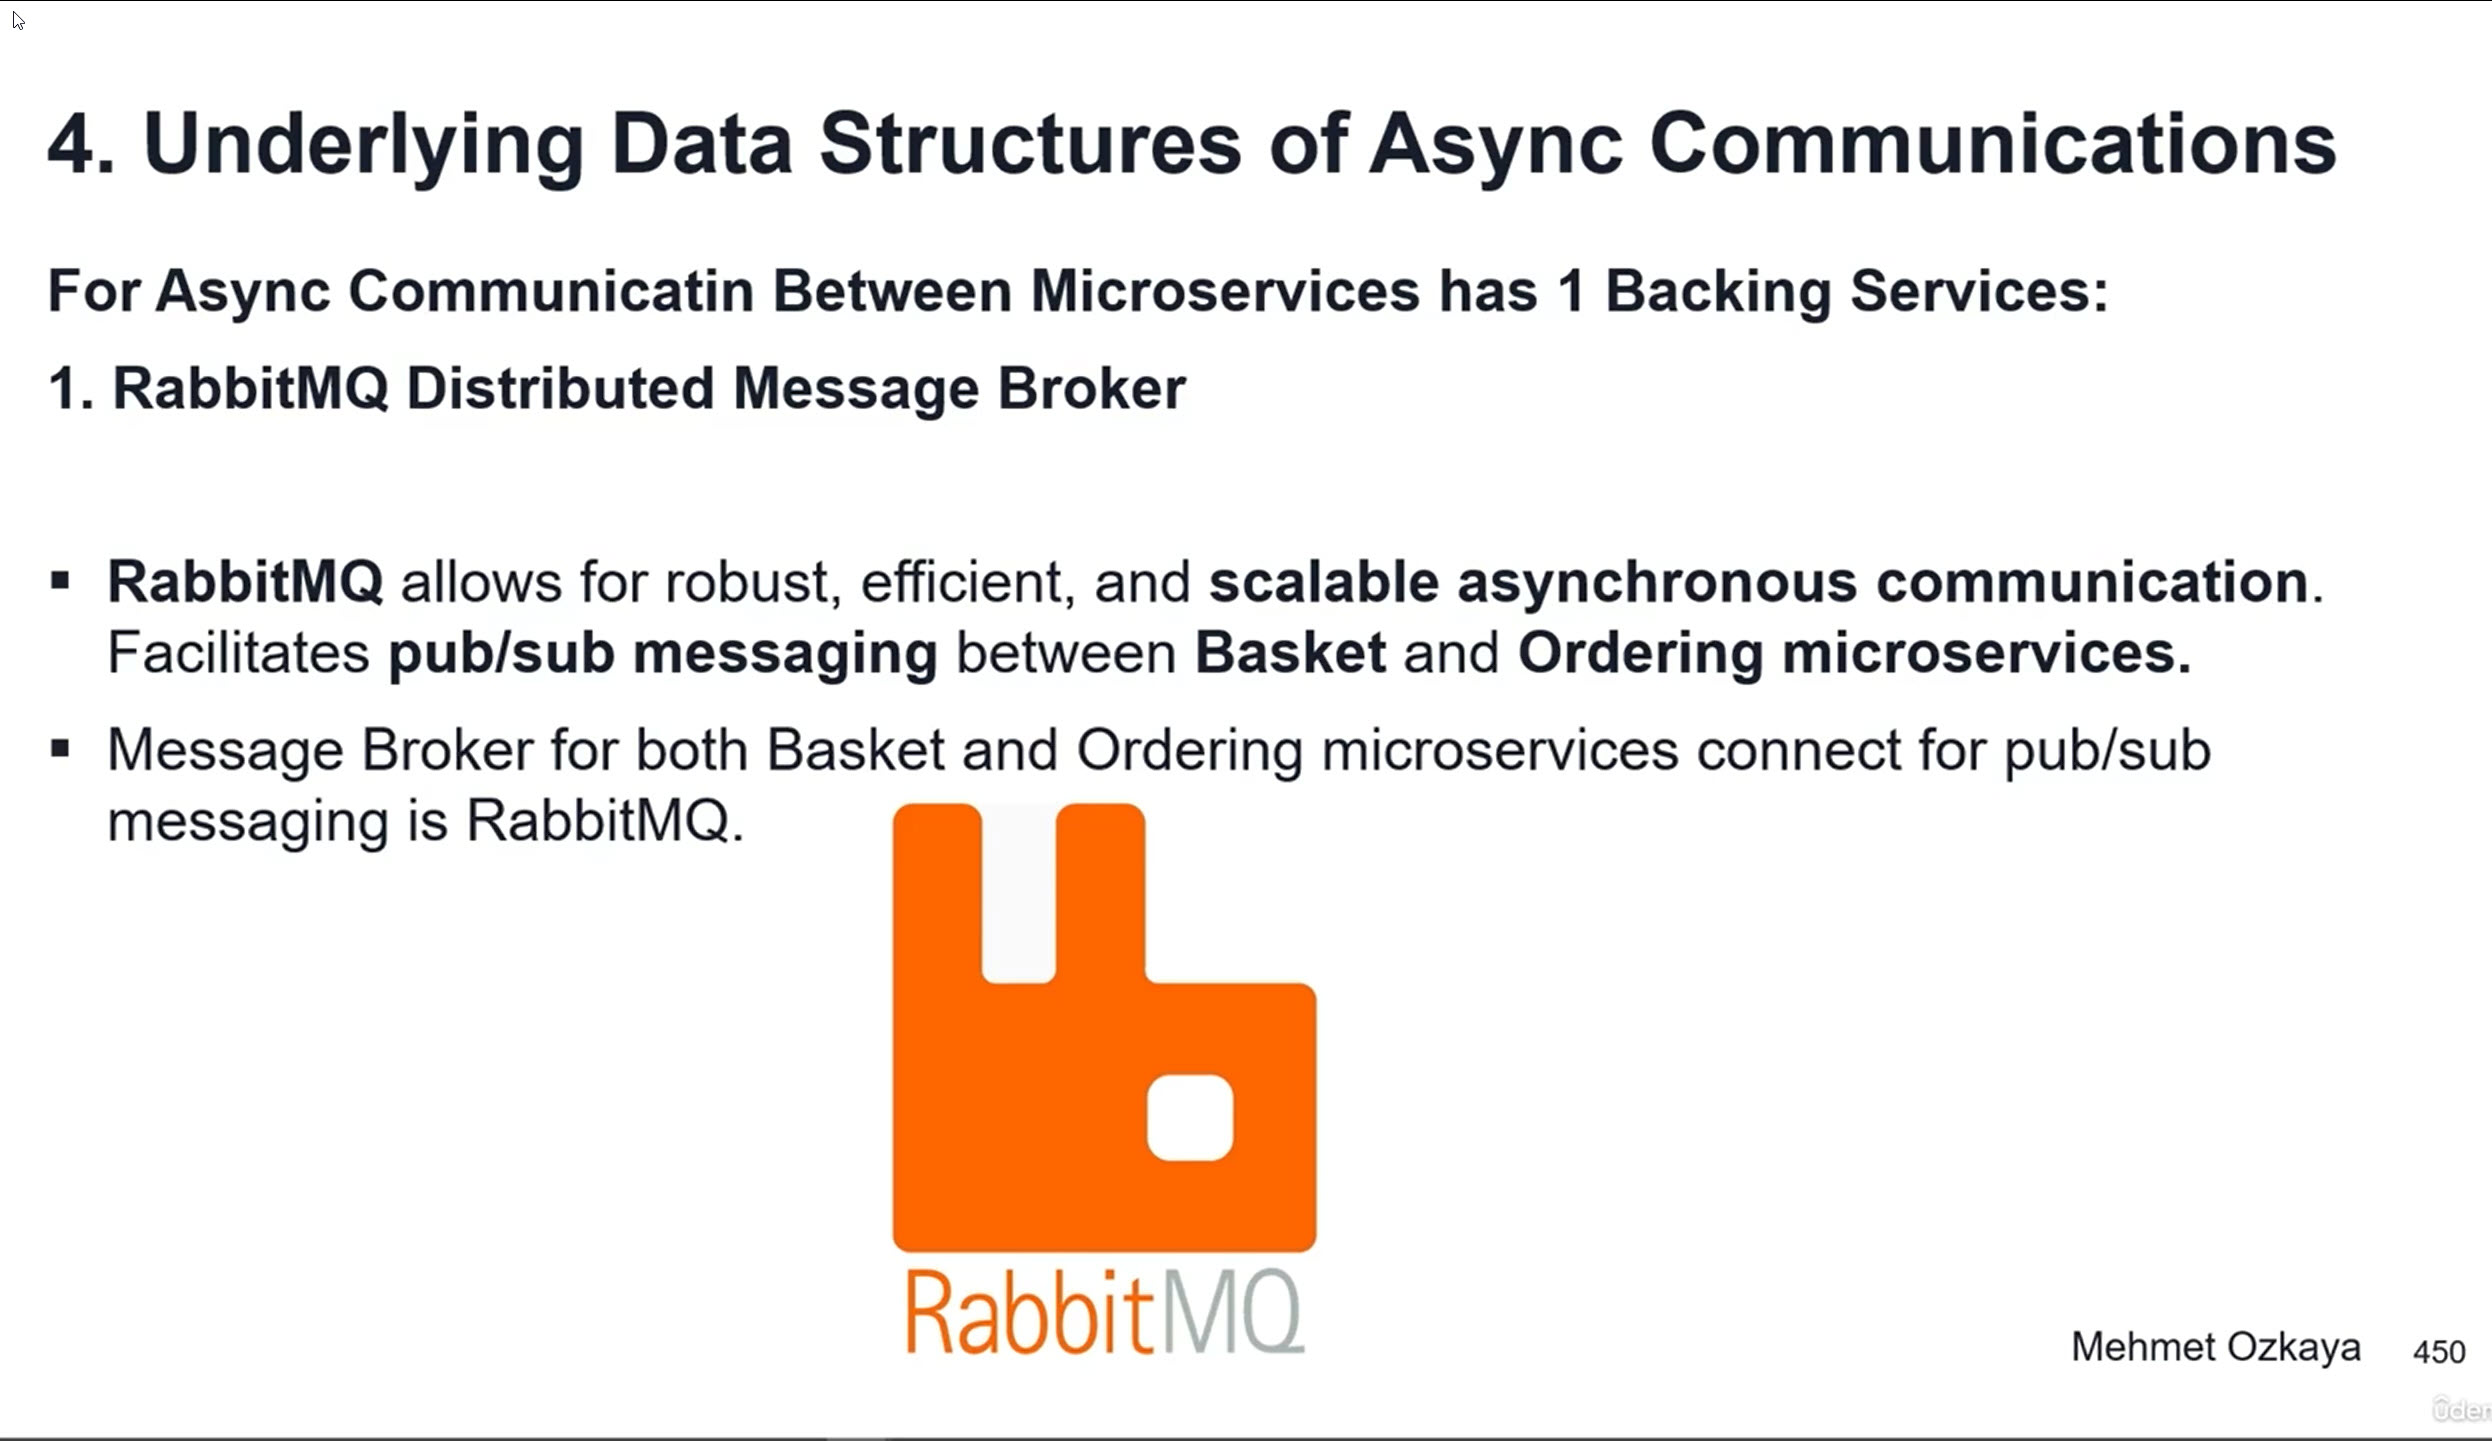 4. Underlying Data Structures of Async Communications
For Async Communicatin Between Microservices has 1 Backing Services:
1. RabbitMQ Distributed Message Broker
▪ RabbitMQ allows for robust, efficient, and scalable asynchronous communication.
Facilitates pub/sub messaging between Basket and Ordering microservices.
▪ Message Broker for both Basket and Ordering microservices connect for pub/sub
messaging is RabbitMQ.
RabbitMQ
Mehmet Ozkaya 450